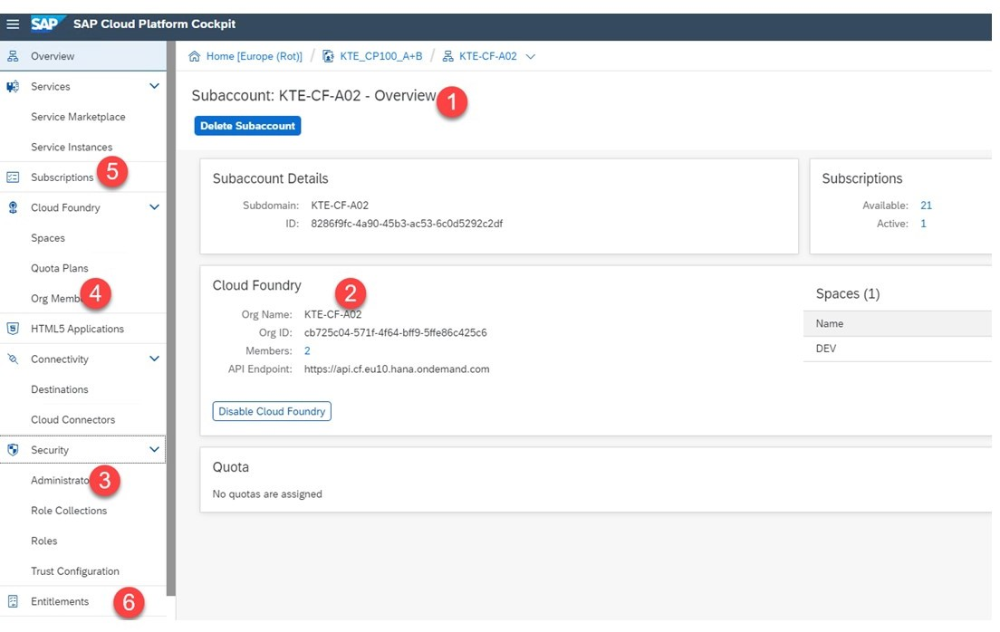 SAP SAP Cloud Platform Cockpit
Overview
Services
Service Marketplace
Service Instances
Subscriptions 5
Cloud Foundry
Spaces
Quota Plans
Org Memb 4
HTML5 Applications
Connectivity
Destinations
Cloud Connectors
Security
Administrato 3
Role Collections
Roles
Trust Configuration
Entitlements 6
Home [Europe (Rot)] / KTE_CP100_A+B / KTE-CF-A02
Subaccount: KTE-CF-A02 - Overview 1
Delete Subaccount
Subaccount Details
Subdomain: KTE-CF-A02
ID: 8286f9fc-4a90-45b3-ac53-6c0d5292c2df
Subscriptions
Available: 21
Active: 1
Cloud Foundry 2
Org Name: KTE-CF-A02
Org ID: cb725c04-571f-4f64-bff9-5ffe86c425c6
Members: 2
API Endpoint: https://api.cf.eu10.hana.ondemand.com
Disable Cloud Foundry
Spaces (1)
Name
DEV
Quota
No quotas are assigned